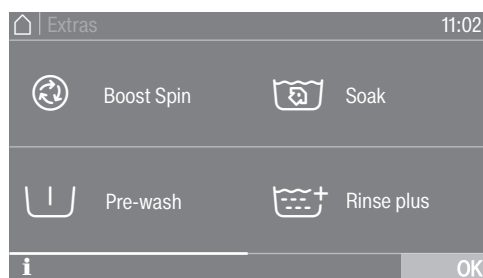 Extras 11:02
Boost Spin Soak
Pre-wash Rinse plus
i OK